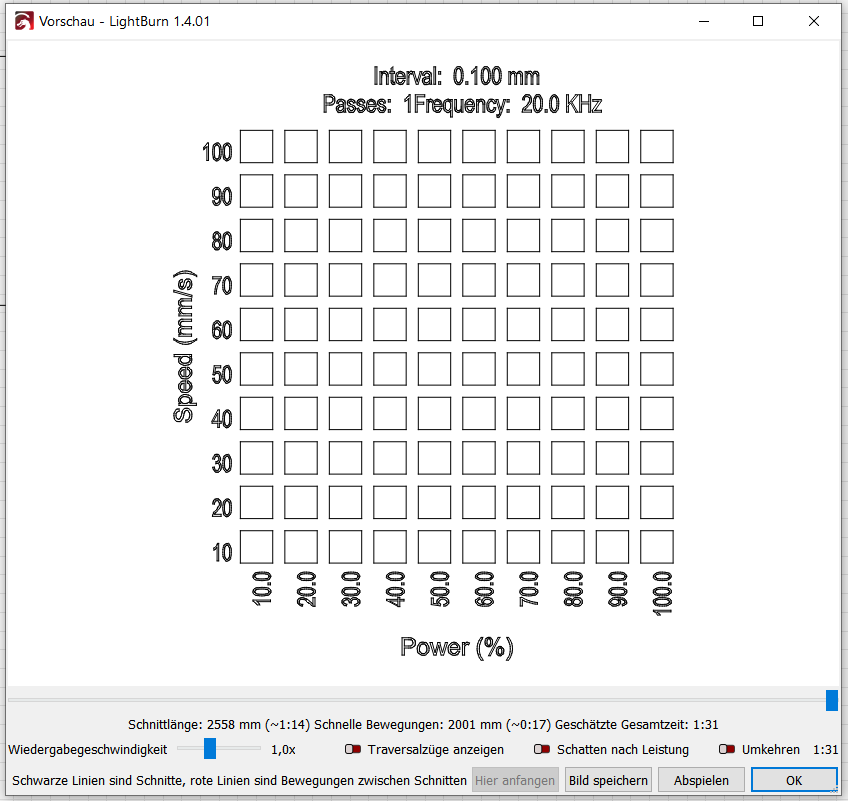 Vorschau - LightBurn 1.4.01
Interval: 0.100 mm
Passes: 1Frequency: 20.0 KHz
100
90
80
70
60
50
40
30
20
10
Speed (mm/s)
10.0 20.0 30.0 40.0 50.0 60.0 70.0 80.0 90.0 100.0
Power (%)
Schnittlänge: 2558 mm (~1:14) Schnelle Bewegungen: 2001 mm (~0:17) Geschätzte Gesamtzeit: 1:31
Wiedergabegeschwindigkeit 1,0x Traversalzüge anzeigen Schatten nach Leistung Umkehren 1:31
Schwarze Linien sind Schnitte, rote Linien sind Bewegungen zwischen Schnitten Hier anfangen Bild speichern Abspielen OK